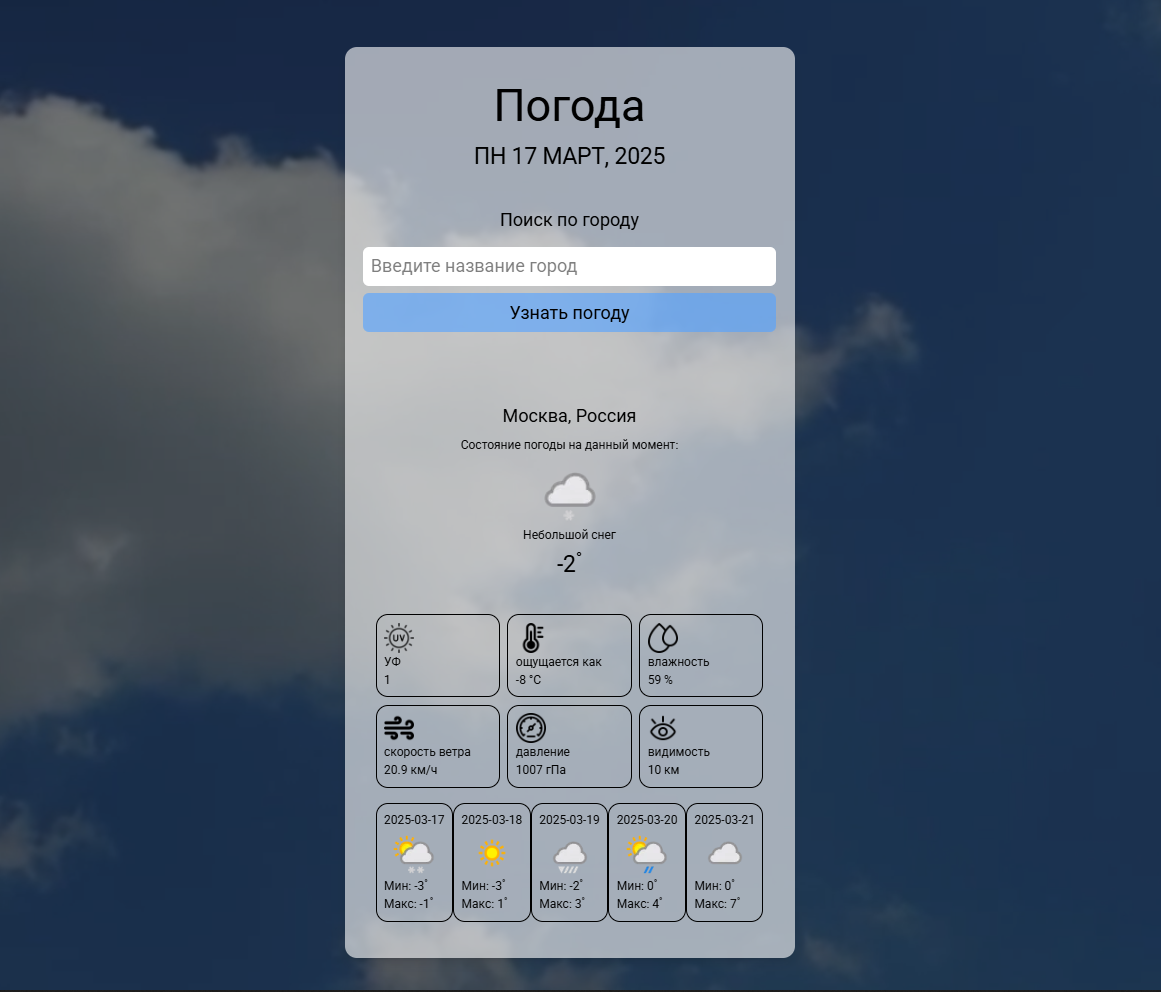 Погода
ПН 17 МАРТ, 2025
Поиск по городу
Введите название город
Узнать погоду
Москва, Россия
Состояние погоды на данный момент:
Небольшой снег
-2°
UV
УФ
1
ощущается как
-8 °C
влажность
59 %
скорость ветра
20.9 км/ч
давление
1007 гПа
видимость
10 км
2025-03-17
Мин: -3°
Макс: -1°
2025-03-18
Мин: -3°
Макс: 1°
2025-03-19
Мин: -2°
Макс: 3°
2025-03-20
Мин: 0°
Макс: 4°
2025-03-21
Мин: 0°
Макс: 7°